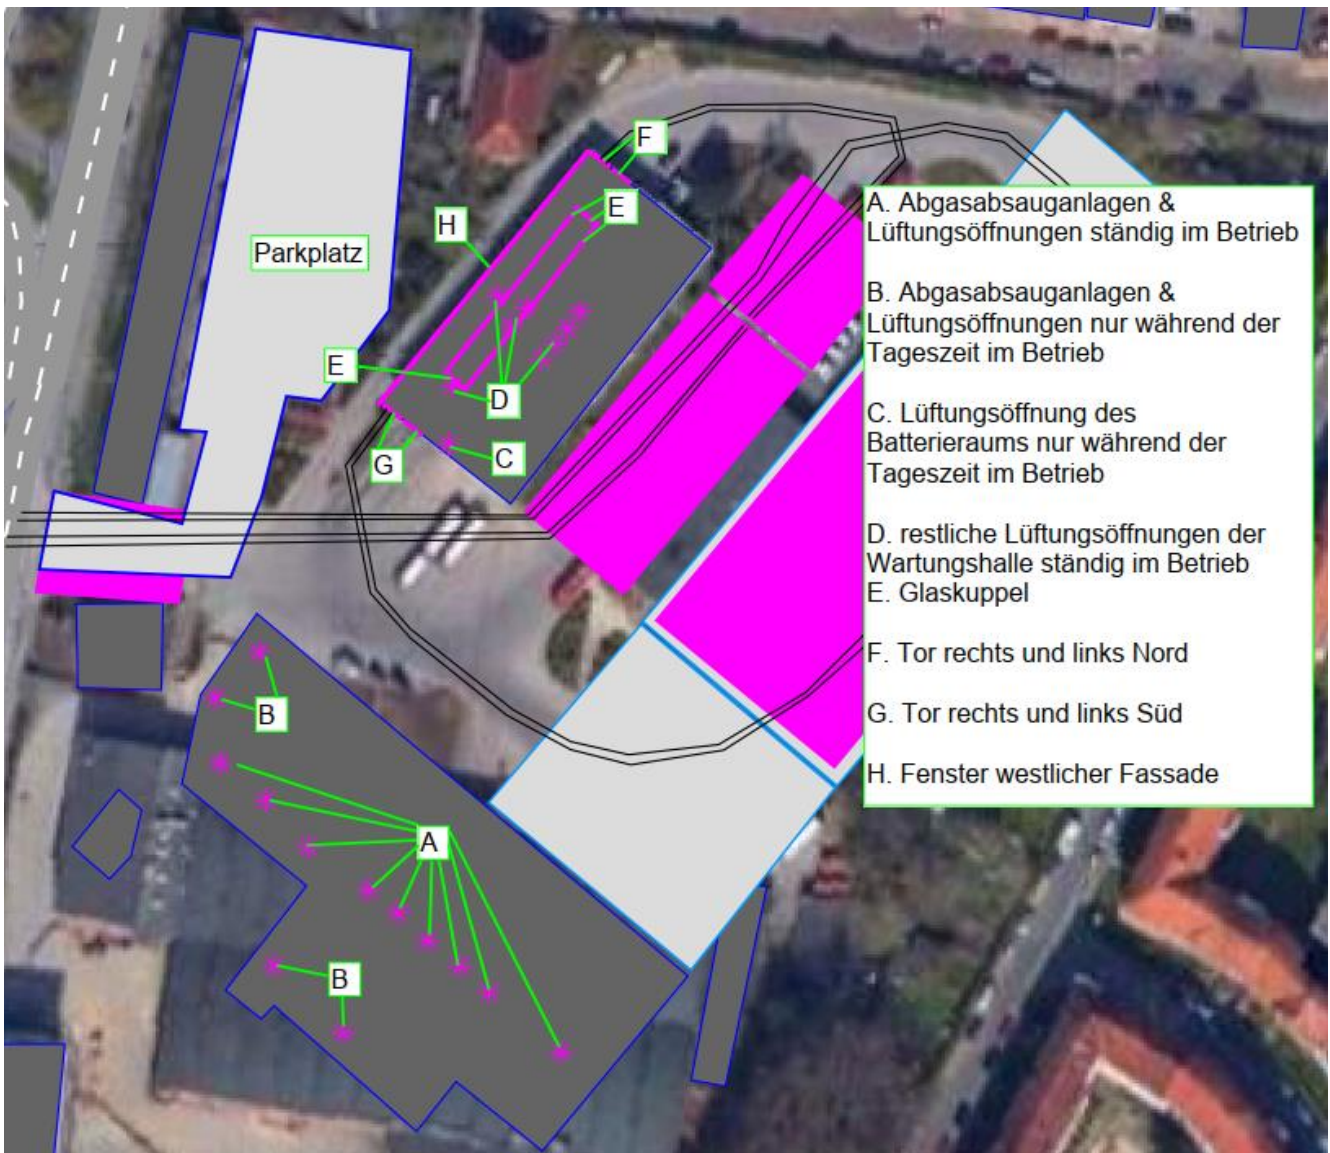 F
E
H
Parkplatz
E
D
G
C
B
A
B
A. Abgasabsauganlagen &
Lüftungsöffnungen ständig im Betrieb
B. Abgasabsauganlagen &
Lüftungsöffnungen nur während der
Tageszeit im Betrieb
C. Lüftungsöffnung des
Batterieraums nur während der
Tageszeit im Betrieb
D. restliche Lüftungsöffnungen der
Wartungshalle ständig im Betrieb
E. Glaskuppel
F. Tor rechts und links Nord
G. Tor rechts und links Süd
H. Fenster westlicher Fassade